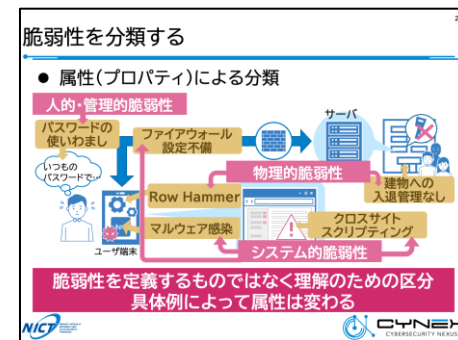 脆弱性を分類する
● 属性(プロパティ)による分類
人的・管理的脆弱性
サーバ
パスワードの
使いわまし
ファイアウォール
設定不備
いつもの
パスワードで…
物理的脆弱性
建物への
入退管理なし
Row Hammer
マルウェア感染
クロスサイト
スクリプティング
ユーザ端末
システム的脆弱性
脆弱性を定義するものではなく理解のための区分
具体例によって属性は変わる
NICT
CYNEX
CYBERSECURITY NEXUS